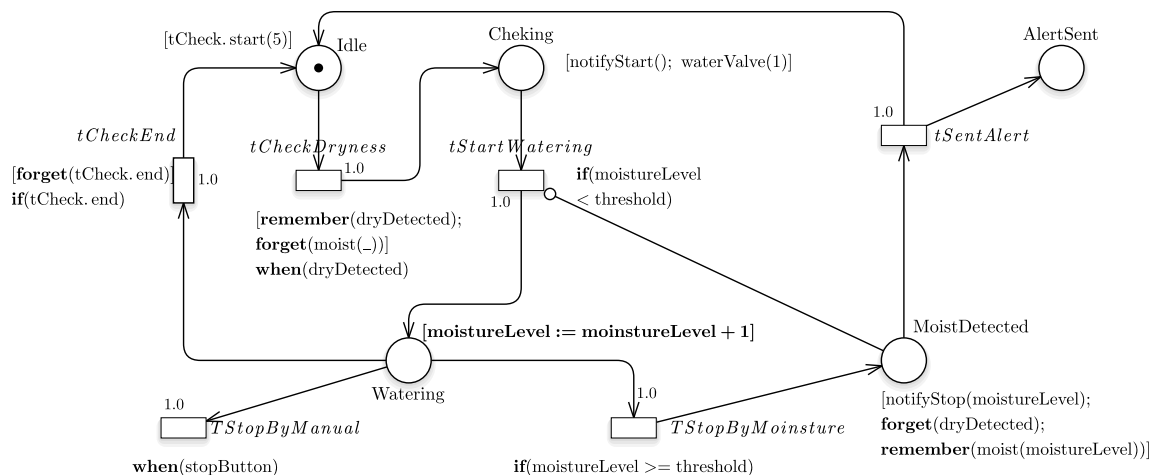 [tCheck. start(5)]
Idle
Cheking
[notifyStart(); waterValve(1)]
AlertSent
tCheckEnd
[forget(tCheck. end)]
if(tCheck. end)
1.0
tCheckDryness
1.0
[remember(dryDetected);
forget(moist(_))]
when(dryDetected)
tStartWatering
1.0
if(moistureLevel
< threshold)
1.0
tSentAlert
[moistureLevel := moinstureLevel + 1]
Watering
MoistDetected
[notifyStop(moistureLevel);
forget(dryDetected);
remember(moist(moistureLevel))]
1.0
TStopByManual
when(stopButton)
1.0
TStopByMoinsture
if(moistureLevel >= threshold)